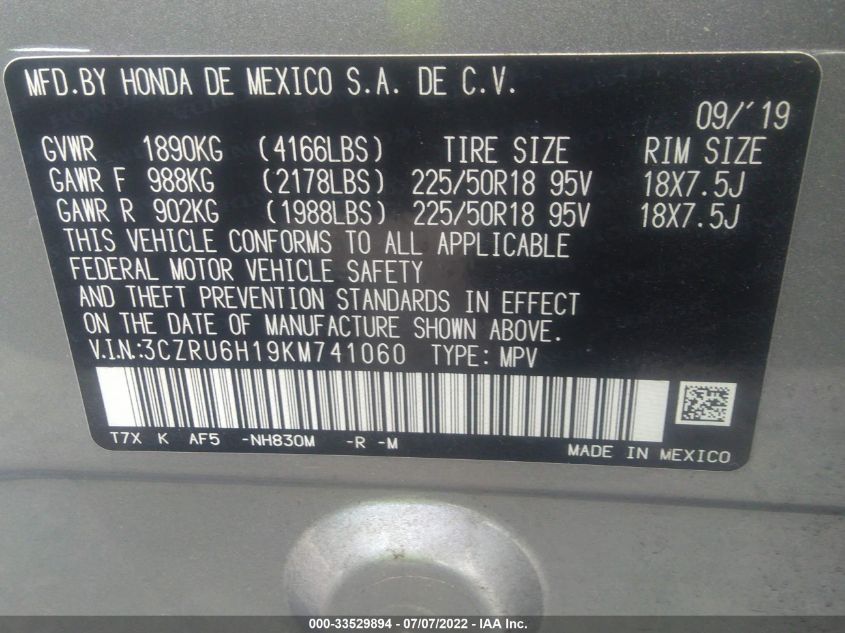 MFD.BY HONDA DE MEXICO S.A. DE C.V.
09/'19
GVWR 1890KG (4166LBS) TIRE SIZE RIM SIZE
GAWR F 988KG (2178LBS) 225/50R18 95V 18X7.5J
GAWR R 902KG (1988LBS) 225/50R18 95V 18X7.5J
THIS VEHICLE CONFORMS TO ALL APPLICABLE
FEDERAL MOTOR VEHICLE SAFETY
AND THEFT PREVENTION STANDARDS IN EFFECT
ON THE DATE OF MANUFACTURE SHOWN ABOVE.
V.I.N.:3CZRU6H19KM741060 TYPE: MPV
T7X K AF5 -NH830M -R -M
MADE IN MEXICO
000-33529894 - 07/07/2022 - IAA Inc.